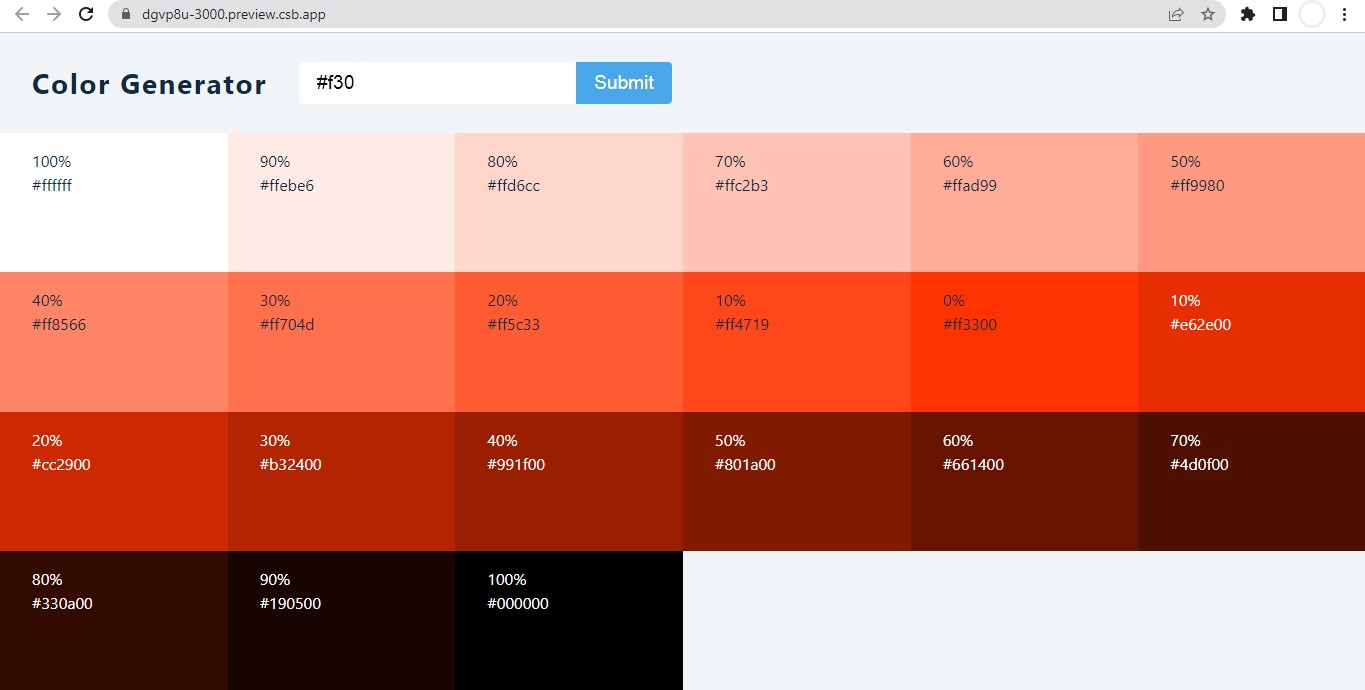 dgvp8u-3000.preview.csb.app
Color Generator #f30 Submit
100%
#ffffff
90%
#ffebe6
80%
#ffd6cc
70%
#ffc2b3
60%
#ffad99
50%
#ff9980
40%
#ff8566
30%
#ff704d
20%
#ff5c33
10%
#ff4719
0%
#ff3300
10%
#e62e00
20%
#cc2900
30%
#b32400
40%
#991f00
50%
#801a00
60%
#661400
70%
#4d0f00
80%
#330a00
90%
#190500
100%
#000000